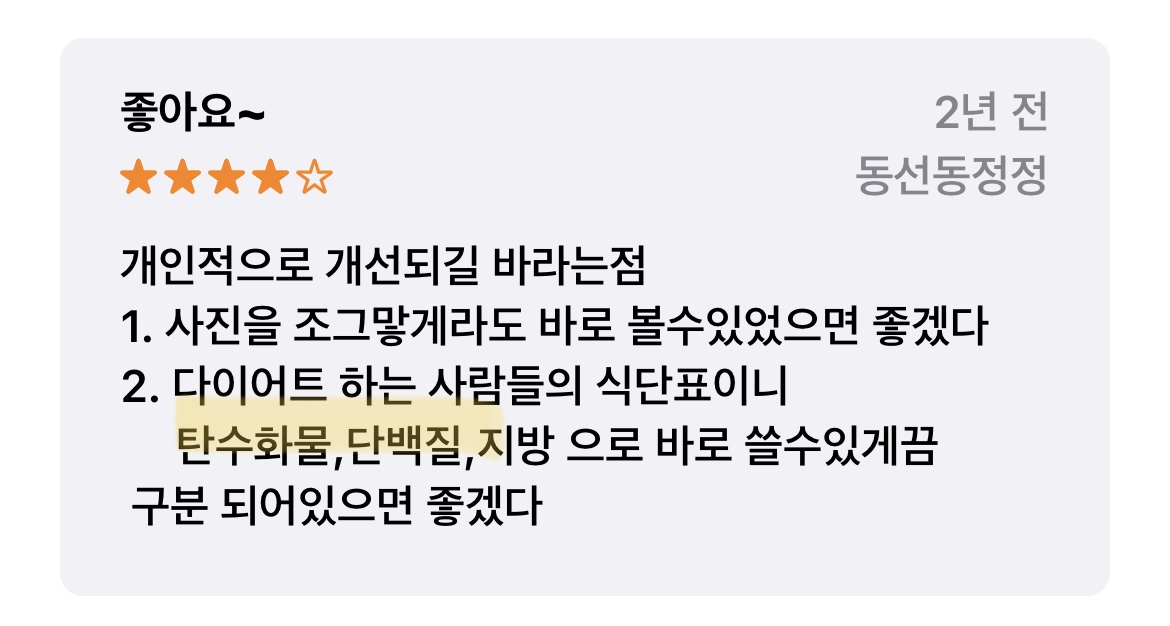 좋아요~
2년 전
동선동정정
개인적으로 개선되길 바라는점
1. 사진을 조그맣게라도 바로 볼수있었으면 좋겠다
2. 다이어트 하는 사람들의 식단표이니
탄수화물,단백질,지방 으로 바로 쓸수있게끔
구분 되어있으면 좋겠다